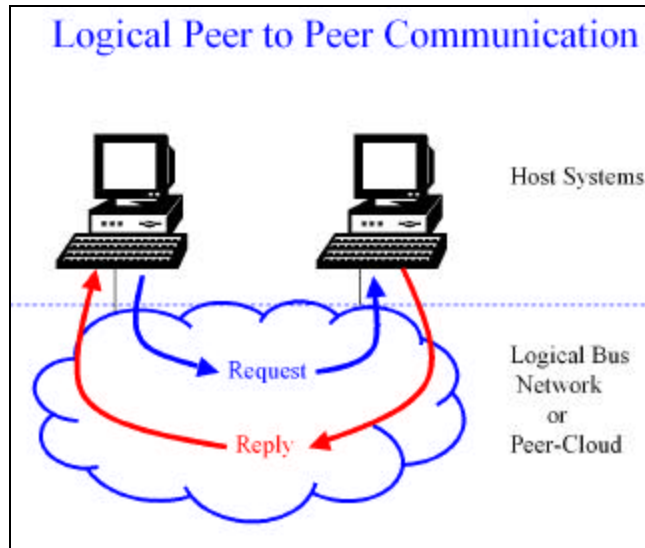 Logical Peer to Peer Communication
Host Systems
Request
Reply
Logical Bus
Network
or
Peer-Cloud